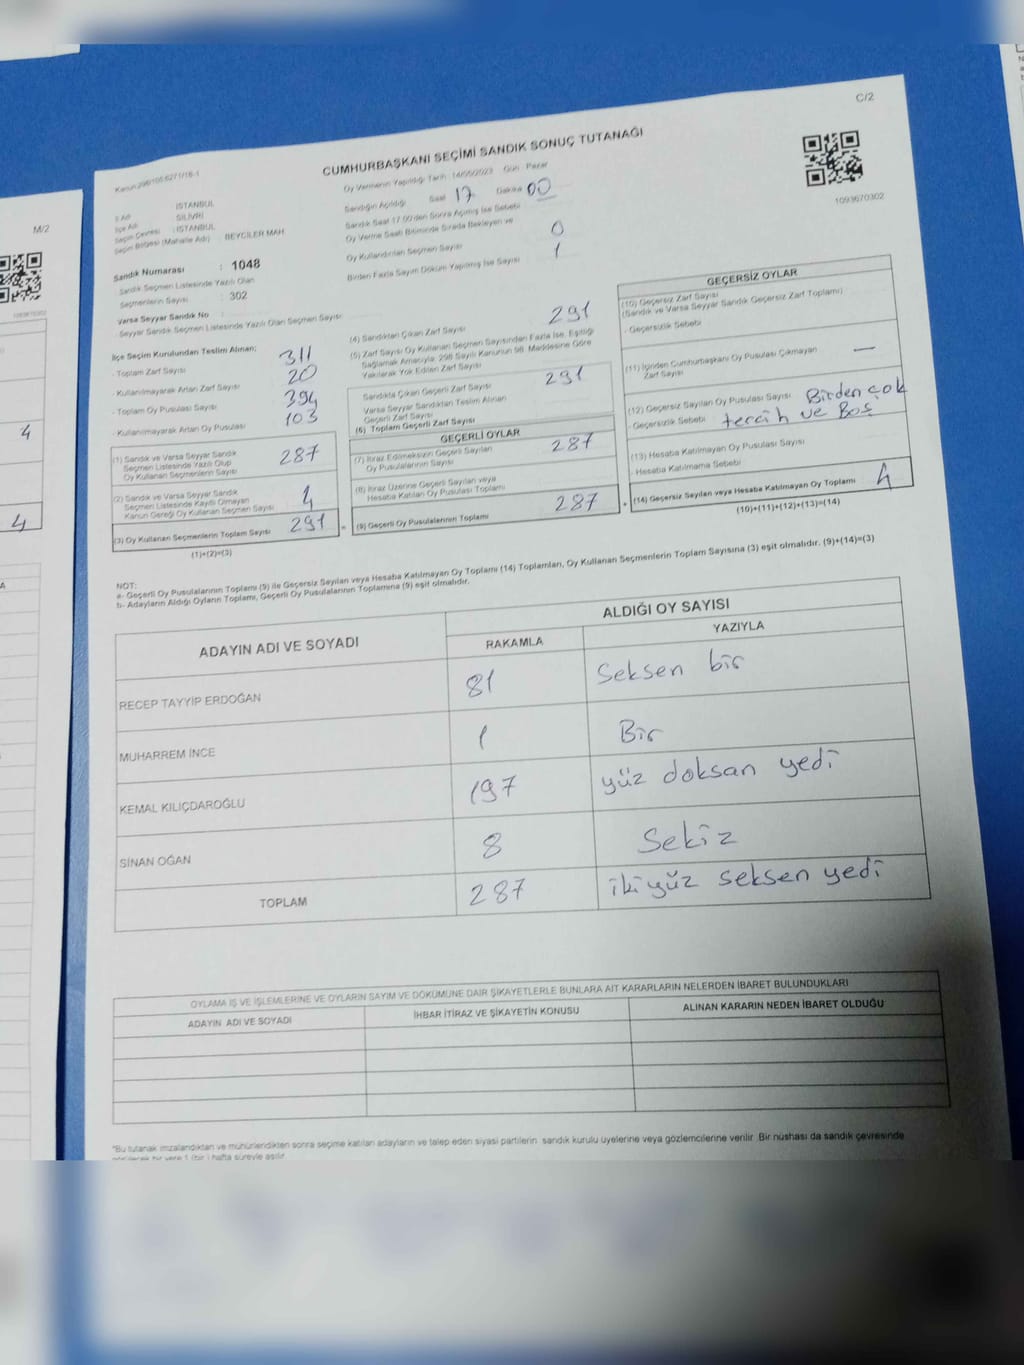 C/2
CUMHURBAŞKANI SEÇİMİ SANDIK SONUÇ TUTANAĞI
Oy Vermenin Yapıldığı Tarih : 14/05/2023 Gün : Pazar
Sandığın Açıldığı Saat 17 Dakika 00
Sandık Saat 17.00'den Sonra Açılmış İse Sebebi
Oy Verme Saati Bitiminde Sırada Bekleyen ve
Oy Kullandırılan Seçmen Sayısı 0
Birden Fazla Sayım Döküm Yapılmış İse Sayısı 1
1093670302
İl Adı : İSTANBUL
İlçe Adı : SİLİVRİ
Seçim Çevresi : İSTANBUL
Seçim Bölgesi (Mahalle Adı) : BEYCİLER MAH
Sandık Numarası : 1048
Sandık Seçmen Listesinde Yazılı Olan
Seçmenlerin Sayısı : 302
Varsa Seyyar Sandık No
Seyyar Sandık Seçmen Listesinde Yazılı Olan Seçmen Sayısı
İlçe Seçim Kurulundan Teslim Alınan;
- Toplam Zarf Sayısı 311
- Kullanılmayarak Artan Zarf Sayısı 20
- Toplam Oy Pusulası Sayısı 394
- Kullanılmayarak Artan Oy Pusulası 103
(1) Sandık ve Varsa Seyyar Sandık
Seçmen Listesinde Yazılı Olup
Oy Kullanan Seçmenlerin Sayısı 287
(2) Sandık ve Varsa Seyyar Sandık
Seçmen Listesinde Kayıtlı Olmayan
Kanun Gereği Oy Kullanan Seçmen Sayısı 4
(3) Oy Kullanan Seçmenlerin Toplam Sayısı 291
(1)+(2)=(3)
(4) Sandıktan Çıkan Zarf Sayısı 291
(5) Zarf Sayısı Oy Kullanan Seçmen Sayısından Fazla İse, Eşitliği
Sağlamak Amacıyla, 298 Sayılı Kanunun 98. Maddesine Göre
Yakılarak Yok Edilen Zarf Sayısı
Sandıkta Çıkan Geçerli Zarf Sayısı 291
Varsa Seyyar Sandıktan Teslim Alınan
Geçerli Zarf Sayısı
(6) Toplam Geçerli Zarf Sayısı
GEÇERLİ OYLAR
(7) İtiraz Edilmeksizin Geçerli Sayılan
Oy Pusulalarının Sayısı 287
(8) İtiraz Üzerine Geçerli Sayılan veya
Hesaba Katılan Oy Pusulası Toplamı
= (9) Geçerli Oy Pusulalarının Toplamı 287
GEÇERSİZ OYLAR
(10) Geçersiz Zarf Sayısı
(Sandık ve Varsa Seyyar Sandık Geçersiz Zarf Toplamı)
- Geçersizlik Sebebi
(11) İçinden Cumhurbaşkanı Oy Pusulası Çıkmayan
Zarf Sayısı —
(12) Geçersiz Sayılan Oy Pusulası Sayısı Birden çok
- Geçersizlik Sebebi tercih ve Boş
(13) Hesaba Katılmayan Oy Pusulası Sayısı
- Hesaba Katılmama Sebebi
+ (14) Geçersiz Sayılan veya Hesaba Katılmayan Oy Toplamı 4
(10)+(11)+(12)+(13)=(14)
NOT:
a- Geçerli Oy Pusulalarının Toplamı (9) ile Geçersiz Sayılan veya Hesaba Katılmayan Oy Toplamı (14) Toplamları, Oy Kullanan Seçmenlerin Toplam Sayısına (3) eşit olmalıdır. (9)+(14)=(3)
b- Adayların Aldığı Oyların Toplamı, Geçerli Oy Pusulalarının Toplamına (9) eşit olmalıdır.
ADAYIN ADI VE SOYADI
ALDIĞI OY SAYISI
RAKAMLA YAZIYLA
RECEP TAYYİP ERDOĞAN 81 Seksen bir
MUHARREM İNCE 1 Bir
KEMAL KILIÇDAROĞLU 197 yüz doksan yedi
SİNAN OĞAN 8 Sekiz
TOPLAM 287 ikiyüz seksen yedi
OYLAMA İŞ VE İŞLEMLERİNE VE OYLARIN SAYIM VE DÖKÜMÜNE DAİR ŞİKAYETLERLE BUNLARA AİT KARARLARIN NELERDEN İBARET BULUNDUKLARI
ADAYIN ADI VE SOYADI İHBAR İTİRAZ VE ŞİKAYETİN KONUSU ALINAN KARARIN NEDEN İBARET OLDUĞU
*Bu tutanak imzalandıktan ve mühürlendikten sonra seçime katılan adayların ve talep eden siyasi partilerin sandık kurulu üyelerine veya gözlemcilerine verilir. Bir nüshası da sandık çevresinde
M/2
4
4